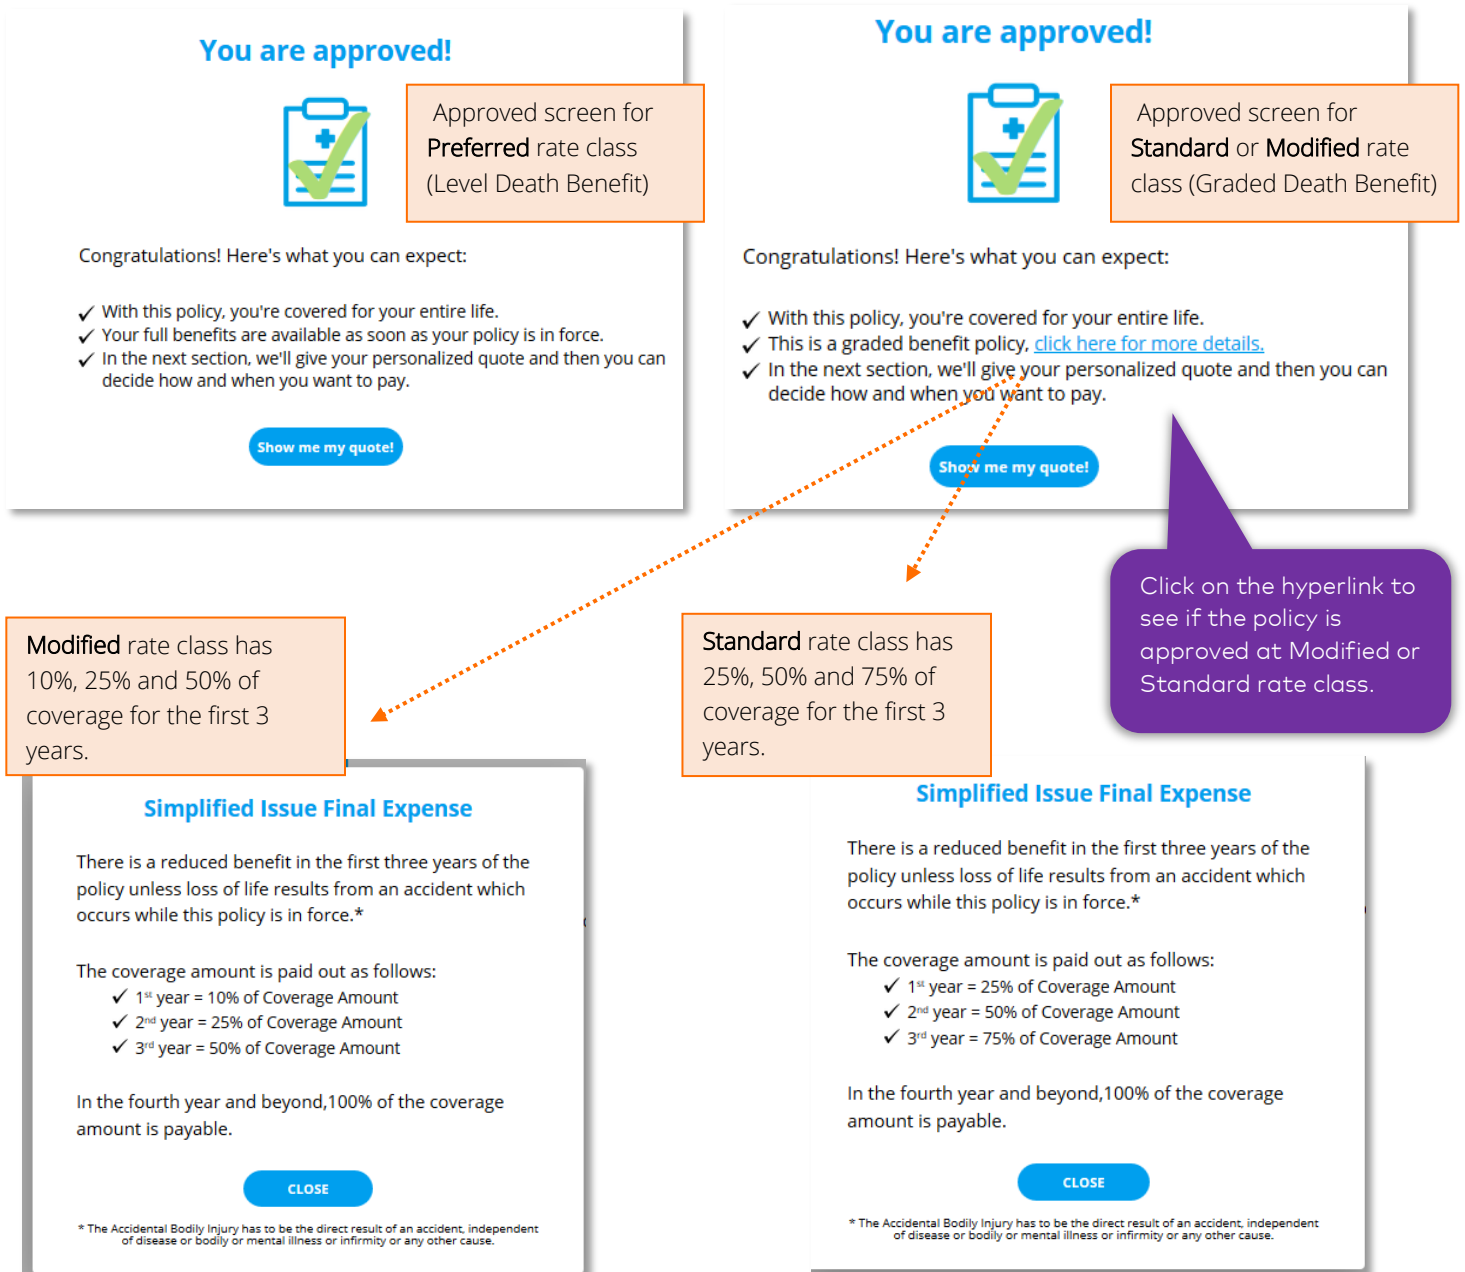 You are approved!
Approved screen for
Preferred rate class
(Level Death Benefit)
Congratulations! Here's what you can expect:
✓ With this policy, you're covered for your entire life.
✓ Your full benefits are available as soon as your policy is in force.
✓ In the next section, we'll give your personalized quote and then you can
decide how and when you want to pay.
Show me my quote!
You are approved!
Approved screen for
Standard or Modified rate
class (Graded Death Benefit)
Congratulations! Here's what you can expect:
✓ With this policy, you're covered for your entire life.
✓ This is a graded benefit policy, click here for more details.
✓ In the next section, we'll give your personalized quote and then you can
decide how and when you want to pay.
Show me my quote!
Click on the hyperlink to
see if the policy is
approved at Modified or
Standard rate class.
Modified rate class has
10%, 25% and 50% of
coverage for the first 3
years.
Simplified Issue Final Expense
There is a reduced benefit in the first three years of the
policy unless loss of life results from an accident which
occurs while this policy is in force.*
The coverage amount is paid out as follows:
✓ 1st year = 10% of Coverage Amount
✓ 2nd year = 25% of Coverage Amount
✓ 3rd year = 50% of Coverage Amount
In the fourth year and beyond,100% of the coverage
amount is payable.
CLOSE
* The Accidental Bodily Injury has to be the direct result of an accident, independent
of disease or bodily or mental illness or infirmity or any other cause.
Standard rate class has
25%, 50% and 75% of
coverage for the first 3
years.
Simplified Issue Final Expense
There is a reduced benefit in the first three years of the
policy unless loss of life results from an accident which
occurs while this policy is in force.*
The coverage amount is paid out as follows:
✓ 1st year = 25% of Coverage Amount
✓ 2nd year = 50% of Coverage Amount
✓ 3rd year = 75% of Coverage Amount
In the fourth year and beyond,100% of the coverage
amount is payable.
CLOSE
* The Accidental Bodily Injury has to be the direct result of an accident, independent
of disease or bodily or mental illness or infirmity or any other cause.